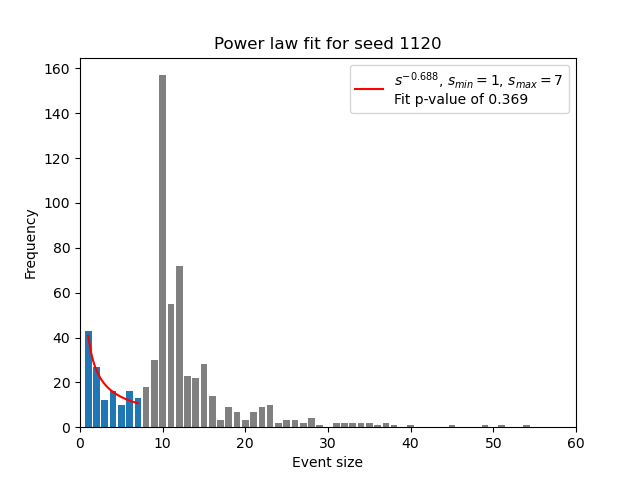 Power law fit for seed 1120
s^{-0.688}, s_{min} = 1, s_{max} = 7
Fit p-value of 0.369
Frequency
160
140
120
100
80
60
40
20
0
0 10 20 30 40 50 60
Event size